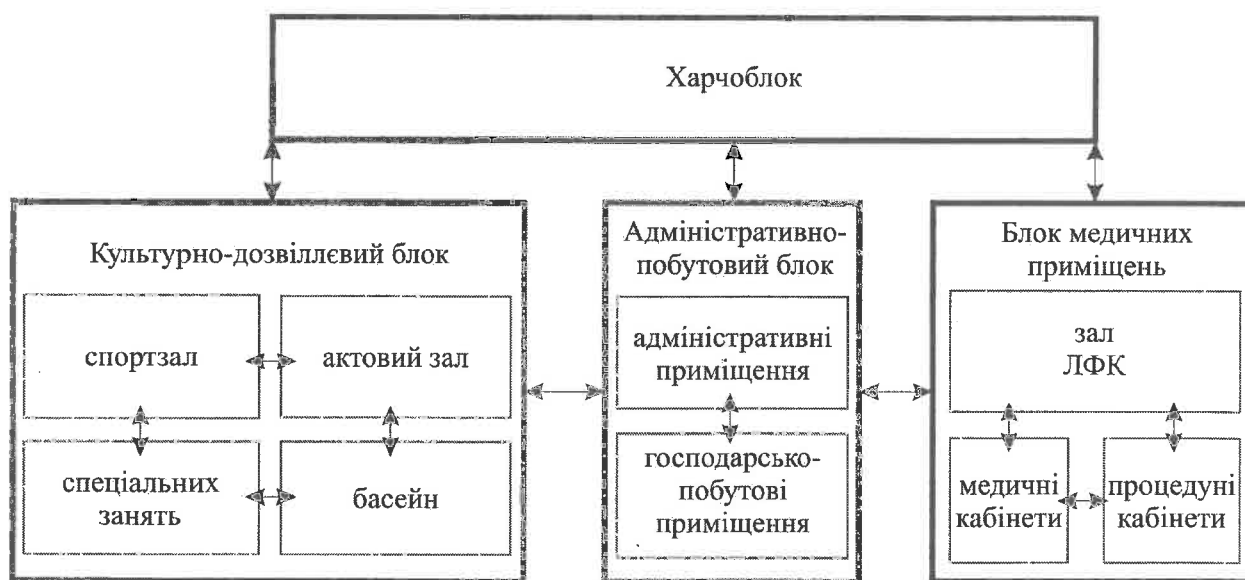 Харчоблок
Культурно-дозвіллєвий блок
спортзал
актовий зал
спеціальних
занять
басейн
Адміністративно-
побутовий блок
адміністративні
приміщення
господарсько-
побутові
приміщення
Блок медичних
приміщень
зал
ЛФК
медичні
кабінети
процедуні
кабінети